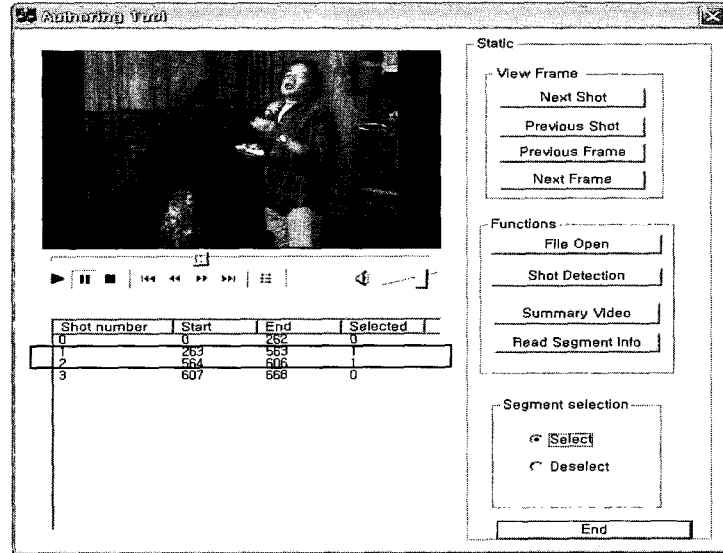 Authoring Tool
Static
View Frame
Next Shot
Previous Shot
Previous Frame
Next Frame
Functions
File Open
Shot Detection
Summary Video
Read Segment Info
Shot number Start End Selected
0 0 262 0
1 263 563 1
2 564 606 1
3 607 668 0
Segment selection
Select
Deselect
End